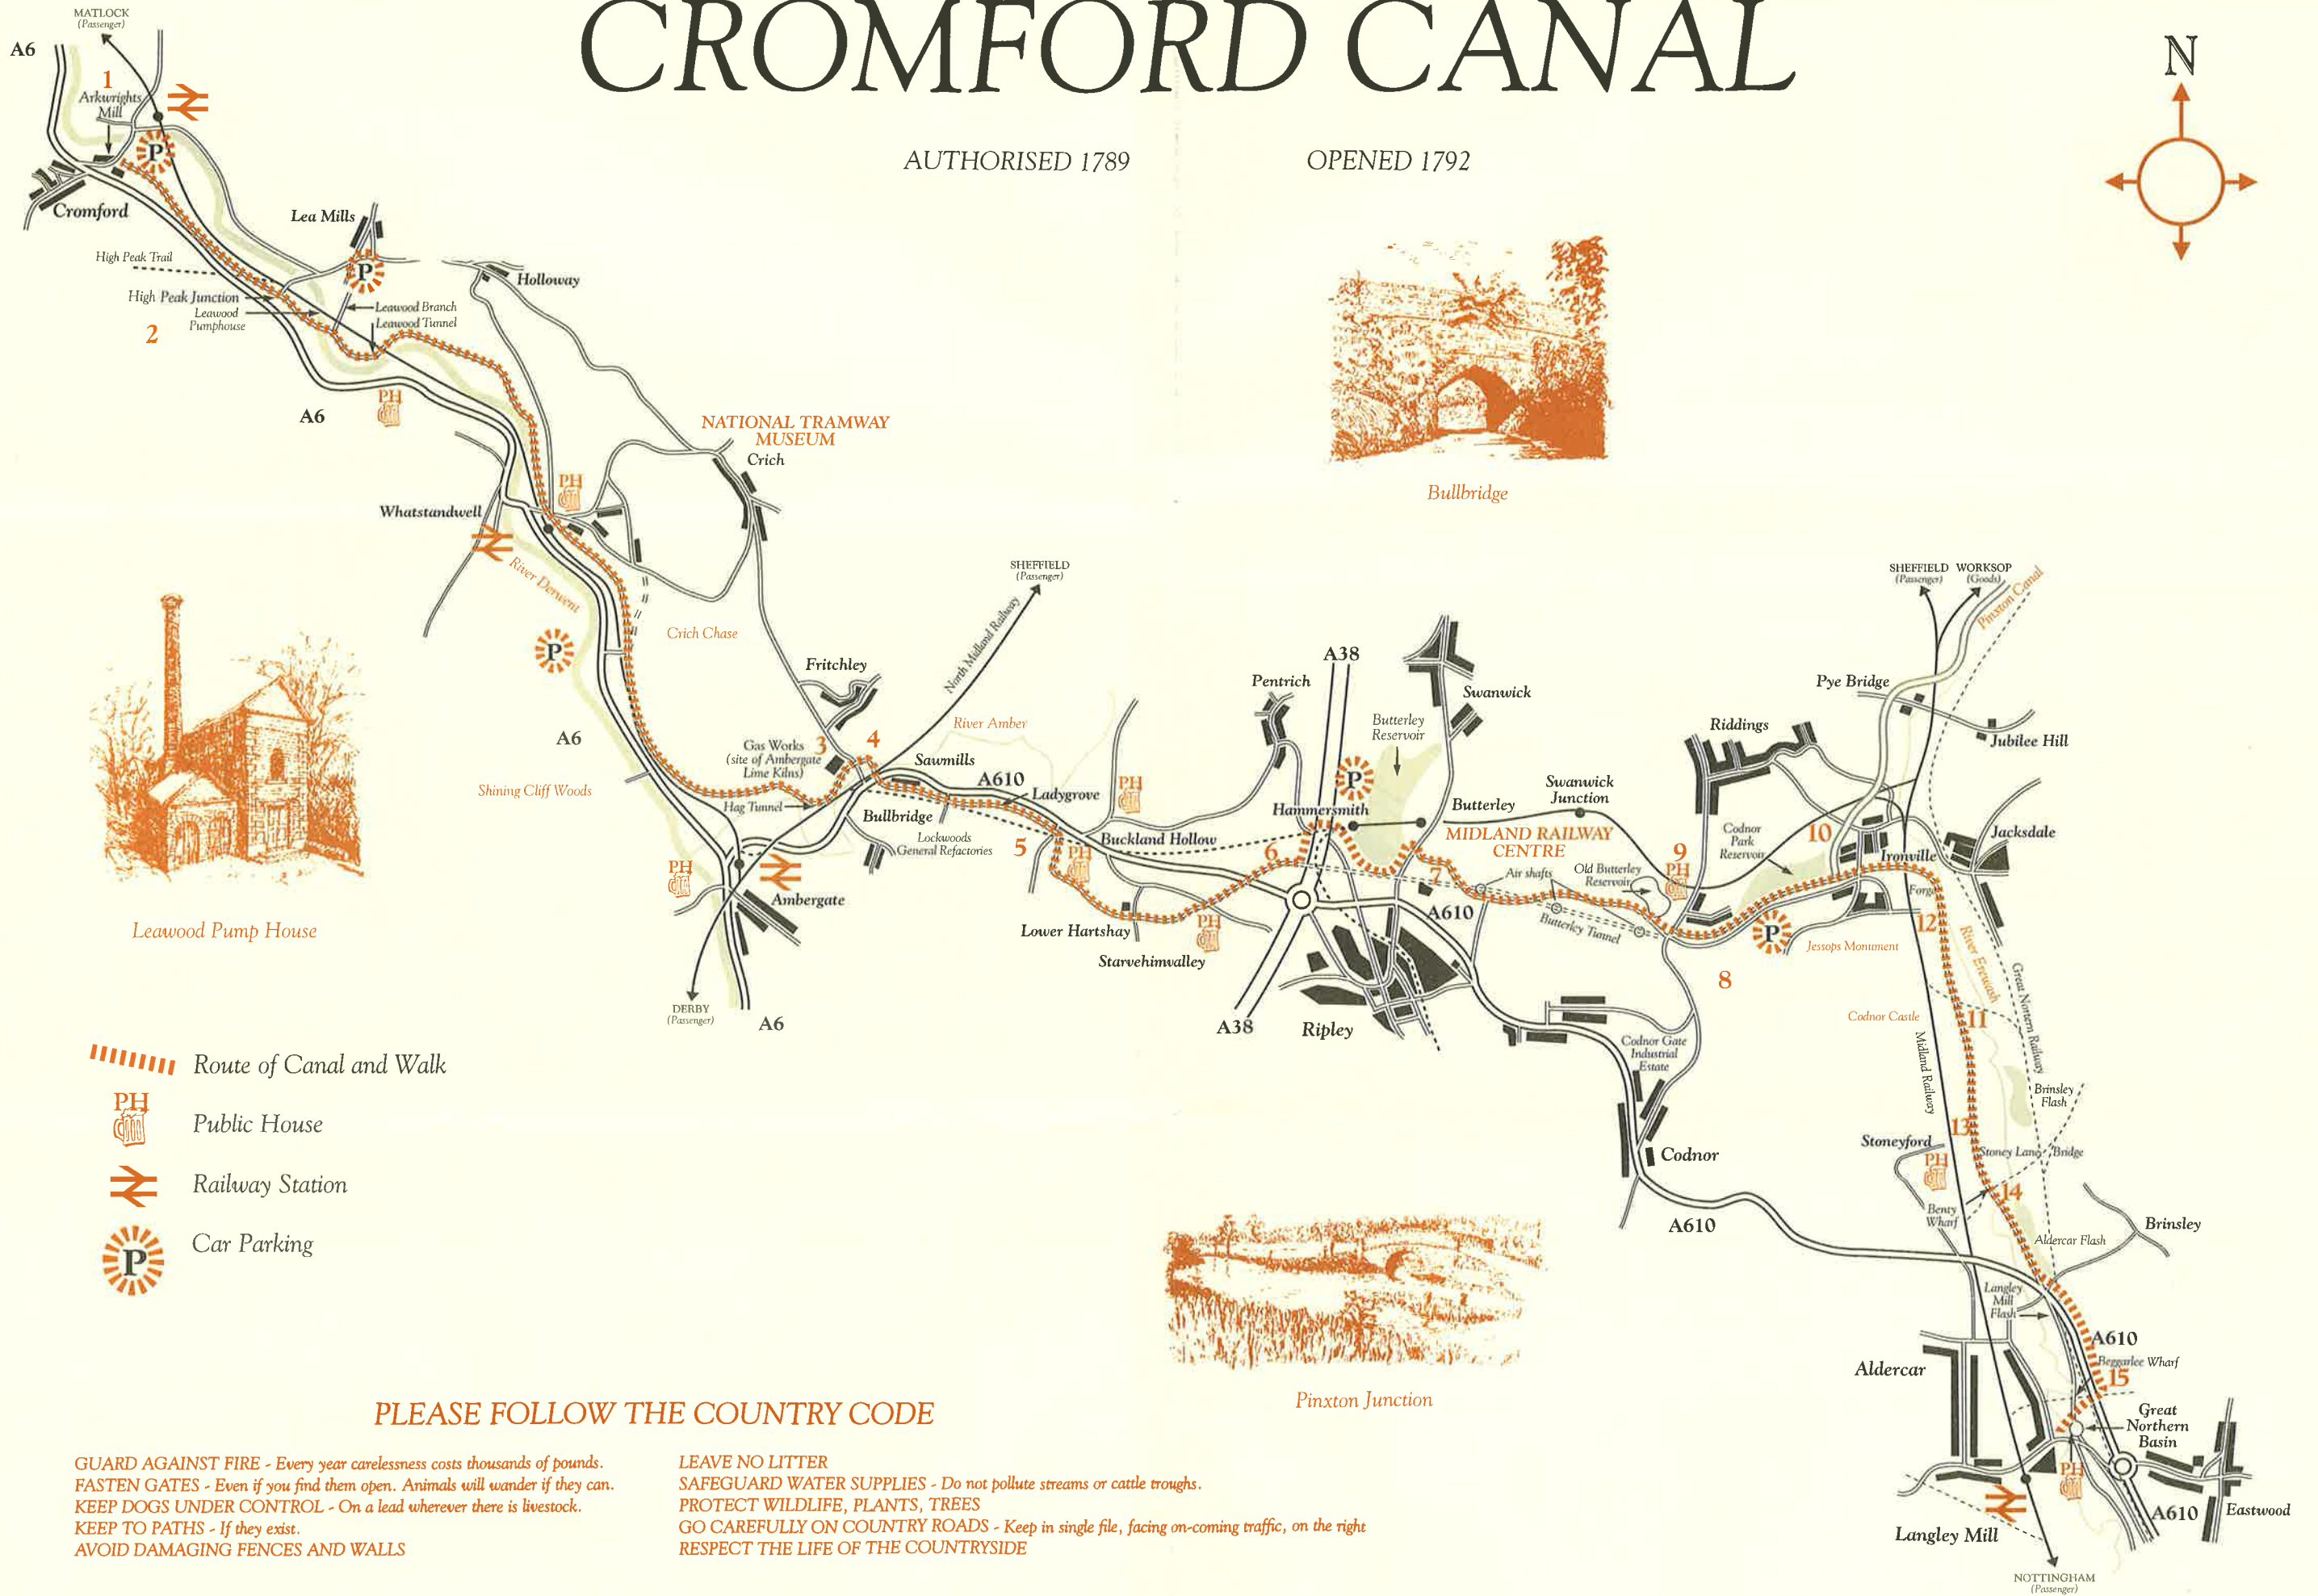 CROMFORD CANAL
AUTHORISED 1789
OPENED 1792
N
MATLOCK
(Passenger)
A6
1
Arkwrights
Mill
P
Cromford
Lea Mills
P
High Peak Trail
High Peak Junction
Leawood
Pumphouse
2
Leawood Branch
Leawood Tunnel
Holloway
A6
PH
NATIONAL TRAMWAY
MUSEUM
Crich
PH
Whatstandwell
River Derwent
Crich Chase
P
A6
Shining Cliff Woods
Fritchley
SHEFFIELD
(Passenger)
North Midland Railway
River Amber
Gas Works
(site of Ambergate
Lime Kilns)
3
4
Hag Tunnel
Sawmills
A610
Ladygrove
Bullbridge
Lockwoods
General Refactories
5
PH
Buckland Hollow
PH
PH
Ambergate
DERBY
(Passenger)
A6
Lower Hartshay
Starvehimvalley
PH
Bullbridge
Pentrich
A38
Butterley
Reservoir
Swanwick
P
Hammersmith
6
Butterley
Swanwick
Junction
MIDLAND RAILWAY
CENTRE
7
Air shafts
Old Butterley
Reservoir
A610
Butterley Tunnel
A38
Ripley
9
PH
8
Riddings
Codnor
Park
Reservoir
10
P
Jessops Monument
SHEFFIELD
(Passenger)
WORKSOP
(Goods)
Pinxton Canal
Pye Bridge
Jubilee Hill
Jacksdale
Ironville
Forge
12
River Erewash
Great Nortern Railway
Codnor Castle
11
Midland Railway
Codnor Gate
Industrial
Estate
Codnor
A610
Brinsley
Flash
13
Stoneyford
PH
Stoney Lane Bridge
14
Benty
Wharf
Brinsley
Aldercar Flash
Langley
Mill
Flash
A610
Beggarlee Wharf
15
Aldercar
Great
Northern
Basin
PH
A610
Eastwood
Langley Mill
NOTTINGHAM
(Passenger)
Leawood Pump House
Route of Canal and Walk
PH
Public House
Railway Station
P
Car Parking
Pinxton Junction
PLEASE FOLLOW THE COUNTRY CODE
GUARD AGAINST FIRE - Every year carelessness costs thousands of pounds.
FASTEN GATES - Even if you find them open. Animals will wander if they can.
KEEP DOGS UNDER CONTROL - On a lead wherever there is livestock.
KEEP TO PATHS - If they exist.
AVOID DAMAGING FENCES AND WALLS
LEAVE NO LITTER
SAFEGUARD WATER SUPPLIES - Do not pollute streams or cattle troughs.
PROTECT WILDLIFE, PLANTS, TREES
GO CAREFULLY ON COUNTRY ROADS - Keep in single file, facing on-coming traffic, on the right
RESPECT THE LIFE OF THE COUNTRYSIDE